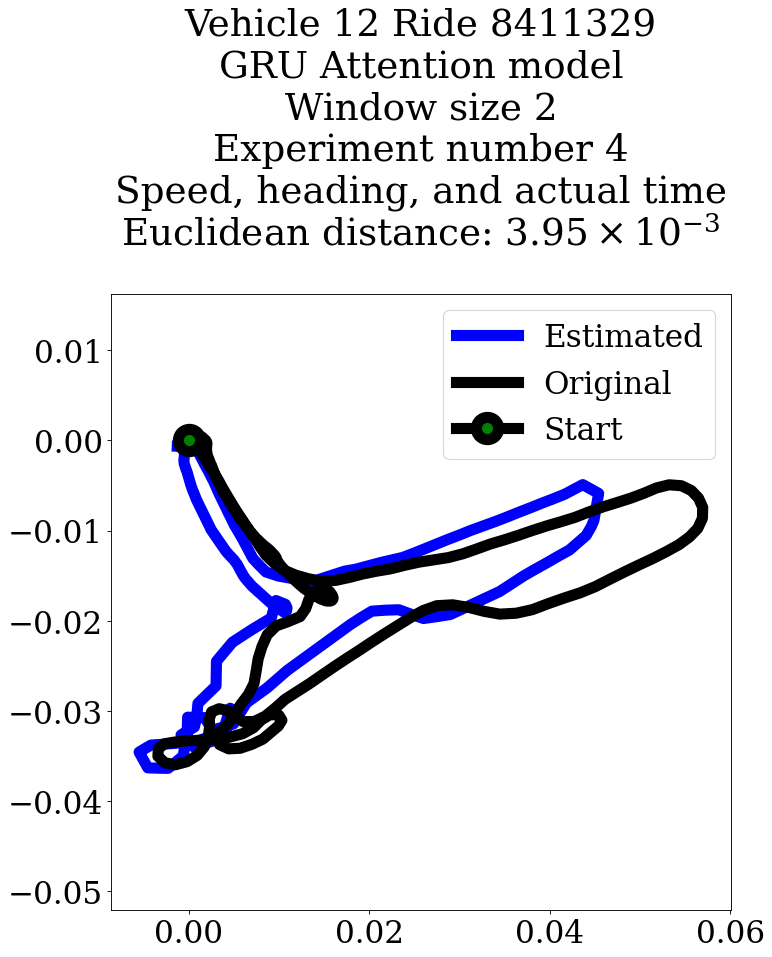 Vehicle 12 Ride 8411329
GRU Attention model
Window size 2
Experiment number 4
Speed, heading, and actual time
Euclidean distance: 3.95 × 10⁻³
Estimated
Original
Start
0.01
0.00
−0.01
−0.02
−0.03
−0.04
−0.05
0.00 0.02 0.04 0.06